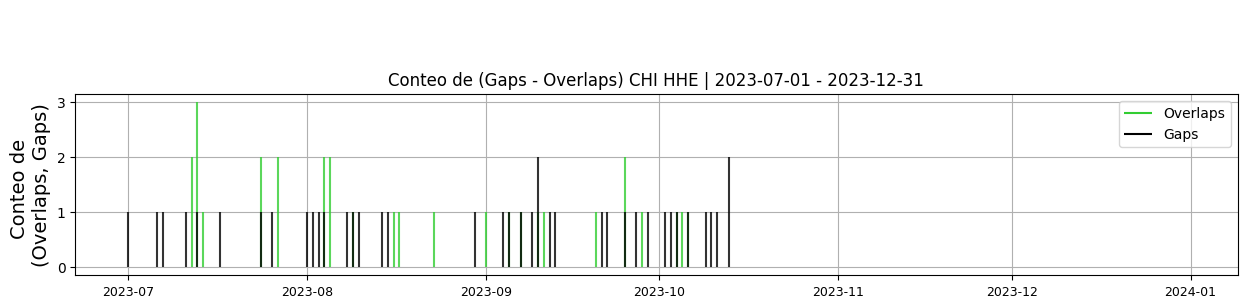 Conteo de (Gaps - Overlaps) CHI HHE | 2023-07-01 - 2023-12-31
Conteo de
(Overlaps, Gaps)
3
2
1
0
Overlaps
Gaps
2023-07
2023-08
2023-09
2023-10
2023-11
2023-12
2024-01